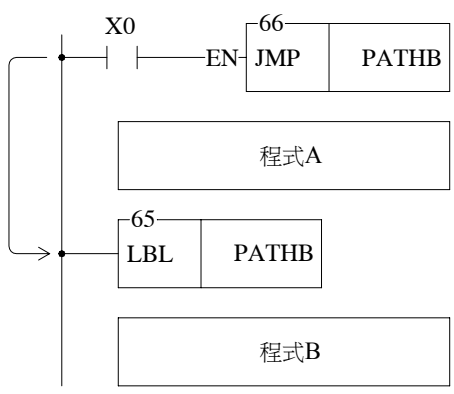 X0
66
EN JMP PATHB
程式A
65
LBL PATHB
程式B